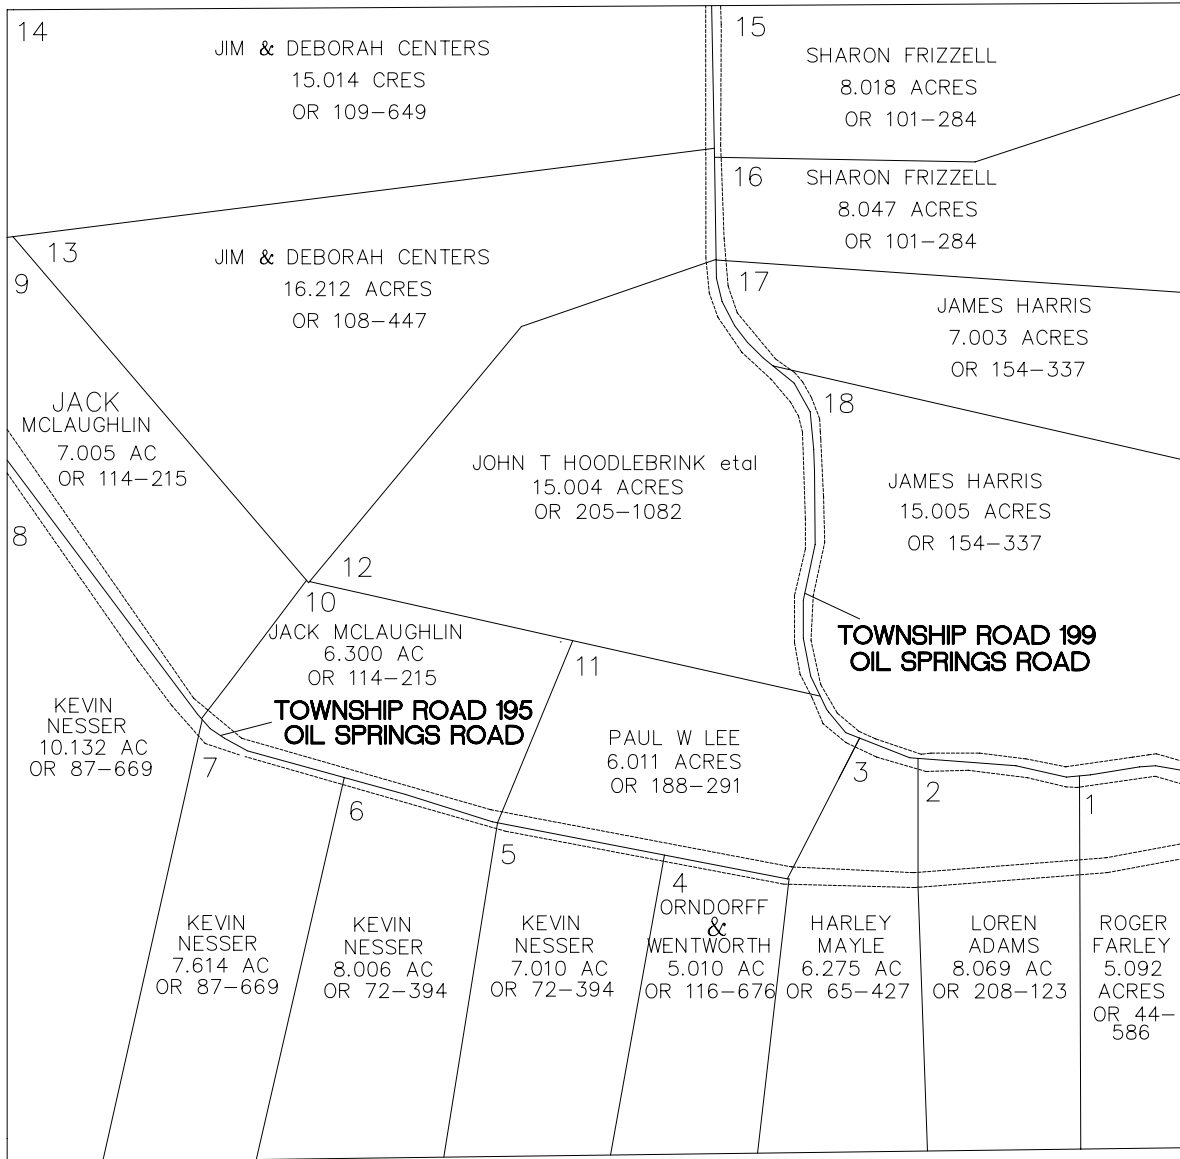 14
JIM & DEBORAH CENTERS
15.014 CRES
OR 109-649
15
SHARON FRIZZELL
8.018 ACRES
OR 101-284
16
SHARON FRIZZELL
8.047 ACRES
OR 101-284
13
JIM & DEBORAH CENTERS
16.212 ACRES
OR 108-447
17
JAMES HARRIS
7.003 ACRES
OR 154-337
9
JACK
MCLAUGHLIN
7.005 AC
OR 114-215
18
JOHN T HOODLEBRINK etal
15.004 ACRES
OR 205-1082
JAMES HARRIS
15.005 ACRES
OR 154-337
8
12
10
JACK MCLAUGHLIN
6.300 AC
OR 114-215
11
TOWNSHIP ROAD 199
OIL SPRINGS ROAD
KEVIN
NESSER
10.132 AC
OR 87-669
TOWNSHIP ROAD 195
OIL SPRINGS ROAD
PAUL W LEE
6.011 ACRES
OR 188-291
7
6
5
4
3
2
1
KEVIN
NESSER
7.614 AC
OR 87-669
KEVIN
NESSER
8.006 AC
OR 72-394
KEVIN
NESSER
7.010 AC
OR 72-394
ORNDORFF
&
WENTWORTH
5.010 AC
OR 116-676
HARLEY
MAYLE
6.275 AC
OR 65-427
LOREN
ADAMS
8.069 AC
OR 208-123
ROGER
FARLEY
5.092
ACRES
OR 44-
586